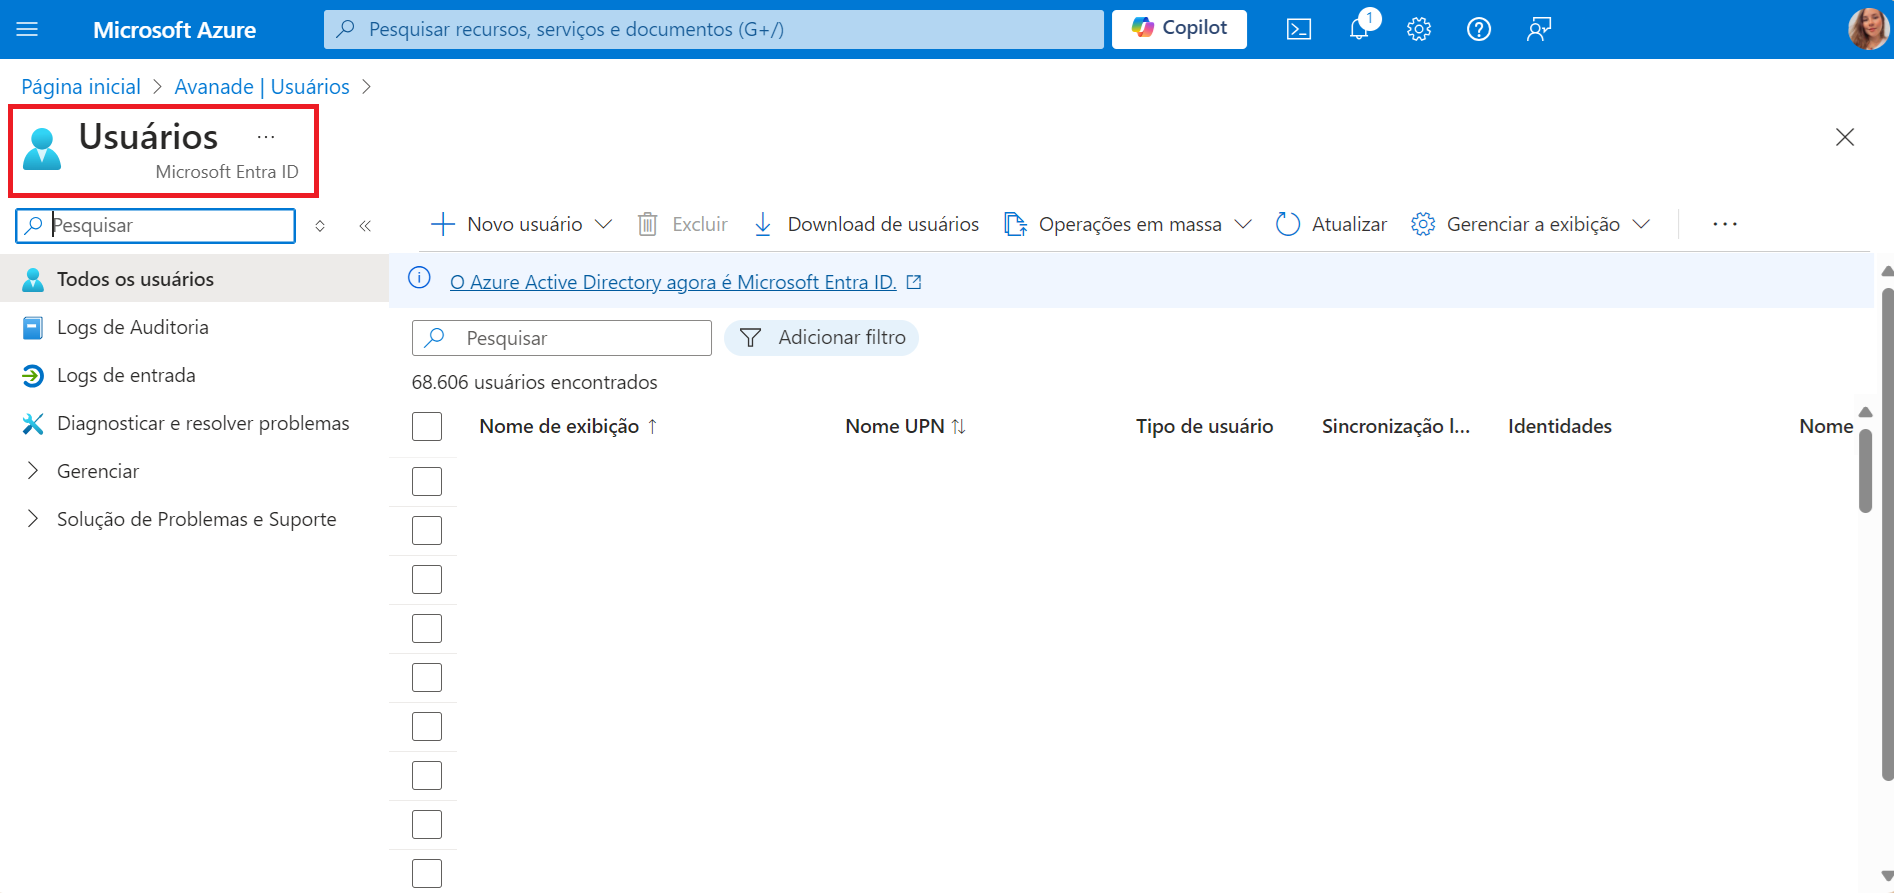 Microsoft Azure
Pesquisar recursos, serviços e documentos (G+/)
Copilot
1
Página inicial > Avanade | Usuários >
Usuários ...
Microsoft Entra ID
Pesquisar
Novo usuário
Excluir
Download de usuários
Operações em massa
Atualizar
Gerenciar a exibição
...
Todos os usuários
Logs de Auditoria
Logs de entrada
Diagnosticar e resolver problemas
Gerenciar
Solução de Problemas e Suporte
O Azure Active Directory agora é Microsoft Entra ID.
Pesquisar
Adicionar filtro
68.606 usuários encontrados
Nome de exibição ↑
Nome UPN ↑↓
Tipo de usuário
Sincronização l...
Identidades
Nome